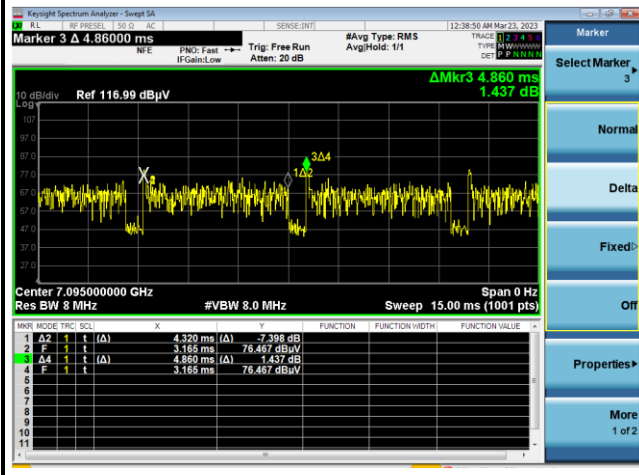 Keysight Spectrum Analyzer - Swept SA
RL RF PRESEL 50 Ω AC SENSE:INT 12:38:50 AM Mar 23, 2023
Marker 3 Δ 4.86000 ms
#Avg Type: RMS
TRACE 1 2 3 4 5 6
NFE PNO: Fast Trig: Free Run Avg|Hold: 1/1
TYPE M W W W W W
IFGain:Low Atten: 20 dB
DET P P N N N N
ΔMkr3 4.860 ms
1.437 dB
10 dB/div Ref 116.99 dBµV
Log
107
97.0
87.0
77.0
67.0
57.0
47.0
37.0
27.0
3Δ4
1Δ2
Center 7.095000000 GHz Span 0 Hz
Res BW 8 MHz #VBW 8.0 MHz Sweep 15.00 ms (1001 pts)
MKR MODE TRC SCL X Y FUNCTION FUNCTION WIDTH FUNCTION VALUE
1 Δ2 1 t (Δ) 4.320 ms (Δ) -7.398 dB
2 F 1 t 3.165 ms 76.467 dBµV
3 Δ4 1 t (Δ) 4.860 ms (Δ) 1.437 dB
4 F 1 t 3.165 ms 76.467 dBµV
5
6
7
8
9
10
11
Marker
Select Marker
3
Normal
Delta
Fixed
Off
Properties
More
1 of 2